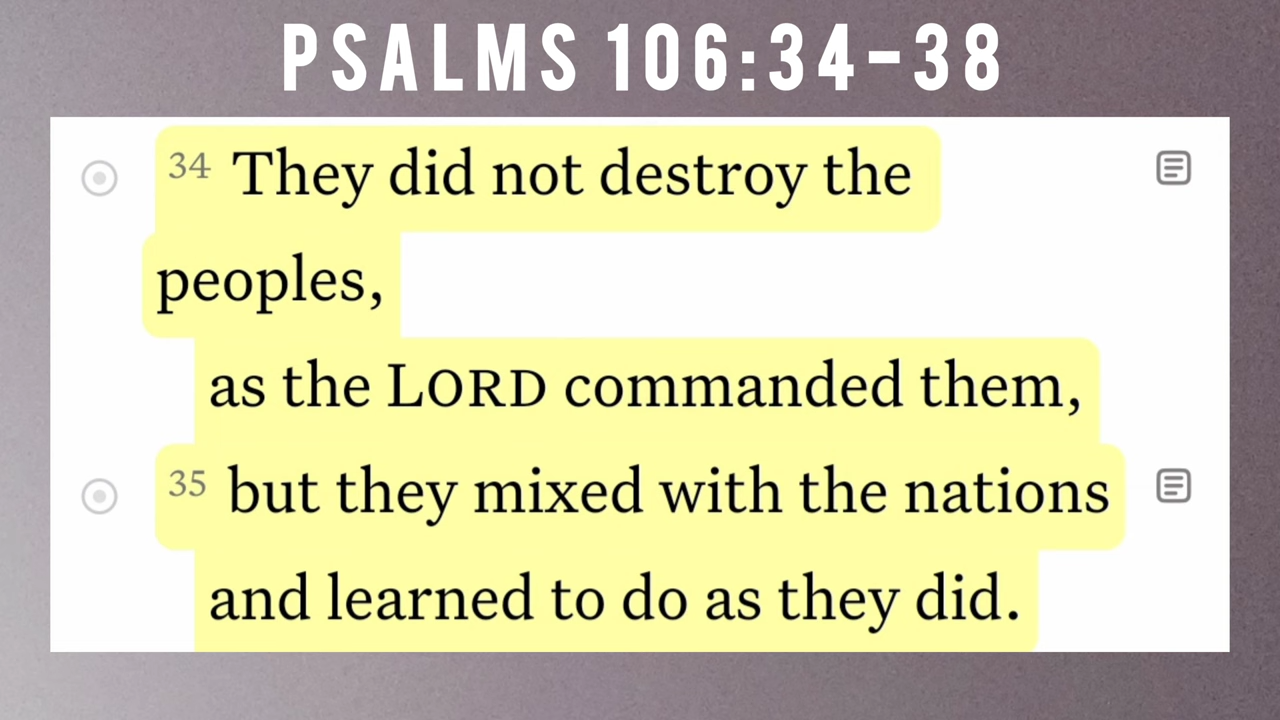 PSALMS 106:34-38
34 They did not destroy the
peoples,
as the LORD commanded them,
35 but they mixed with the nations
and learned to do as they did.